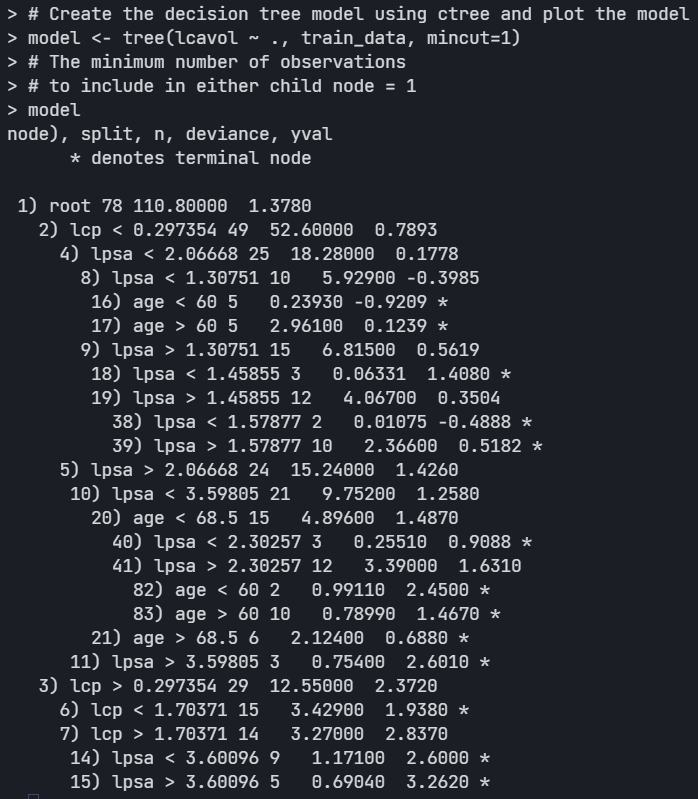 > # Create the decision tree model using ctree and plot the model
> model <- tree(lcavol ~ ., train_data, mincut=1)
> # The minimum number of observations
> # to include in either child node = 1
> model
node), split, n, deviance, yval
      * denotes terminal node

 1) root 78 110.80000  1.3780
   2) lcp < 0.297354 49  52.60000  0.7893
     4) lpsa < 2.06668 25  18.28000  0.1778
       8) lpsa < 1.30751 10   5.92900 -0.3985
        16) age < 60 5   0.23930 -0.9209 *
        17) age > 60 5   2.96100  0.1239 *
       9) lpsa > 1.30751 15   6.81500  0.5619
        18) lpsa < 1.45855 3   0.06331  1.4080 *
        19) lpsa > 1.45855 12   4.06700  0.3504
          38) lpsa < 1.57877 2   0.01075 -0.4888 *
          39) lpsa > 1.57877 10   2.36600  0.5182 *
     5) lpsa > 2.06668 24  15.24000  1.4260
      10) lpsa < 3.59805 21   9.75200  1.2580
        20) age < 68.5 15   4.89600  1.4870
          40) lpsa < 2.30257 3   0.25510  0.9088 *
          41) lpsa > 2.30257 12   3.39000  1.6310
            82) age < 60 2   0.99110  2.4500 *
            83) age > 60 10   0.78990  1.4670 *
        21) age > 68.5 6   2.12400  0.6880 *
      11) lpsa > 3.59805 3   0.75400  2.6010 *
   3) lcp > 0.297354 29  12.55000  2.3720
     6) lcp < 1.70371 15   3.42900  1.9380 *
     7) lcp > 1.70371 14   3.27000  2.8370
      14) lpsa < 3.60096 9   1.17100  2.6000 *
      15) lpsa > 3.60096 5   0.69040  3.2620 *